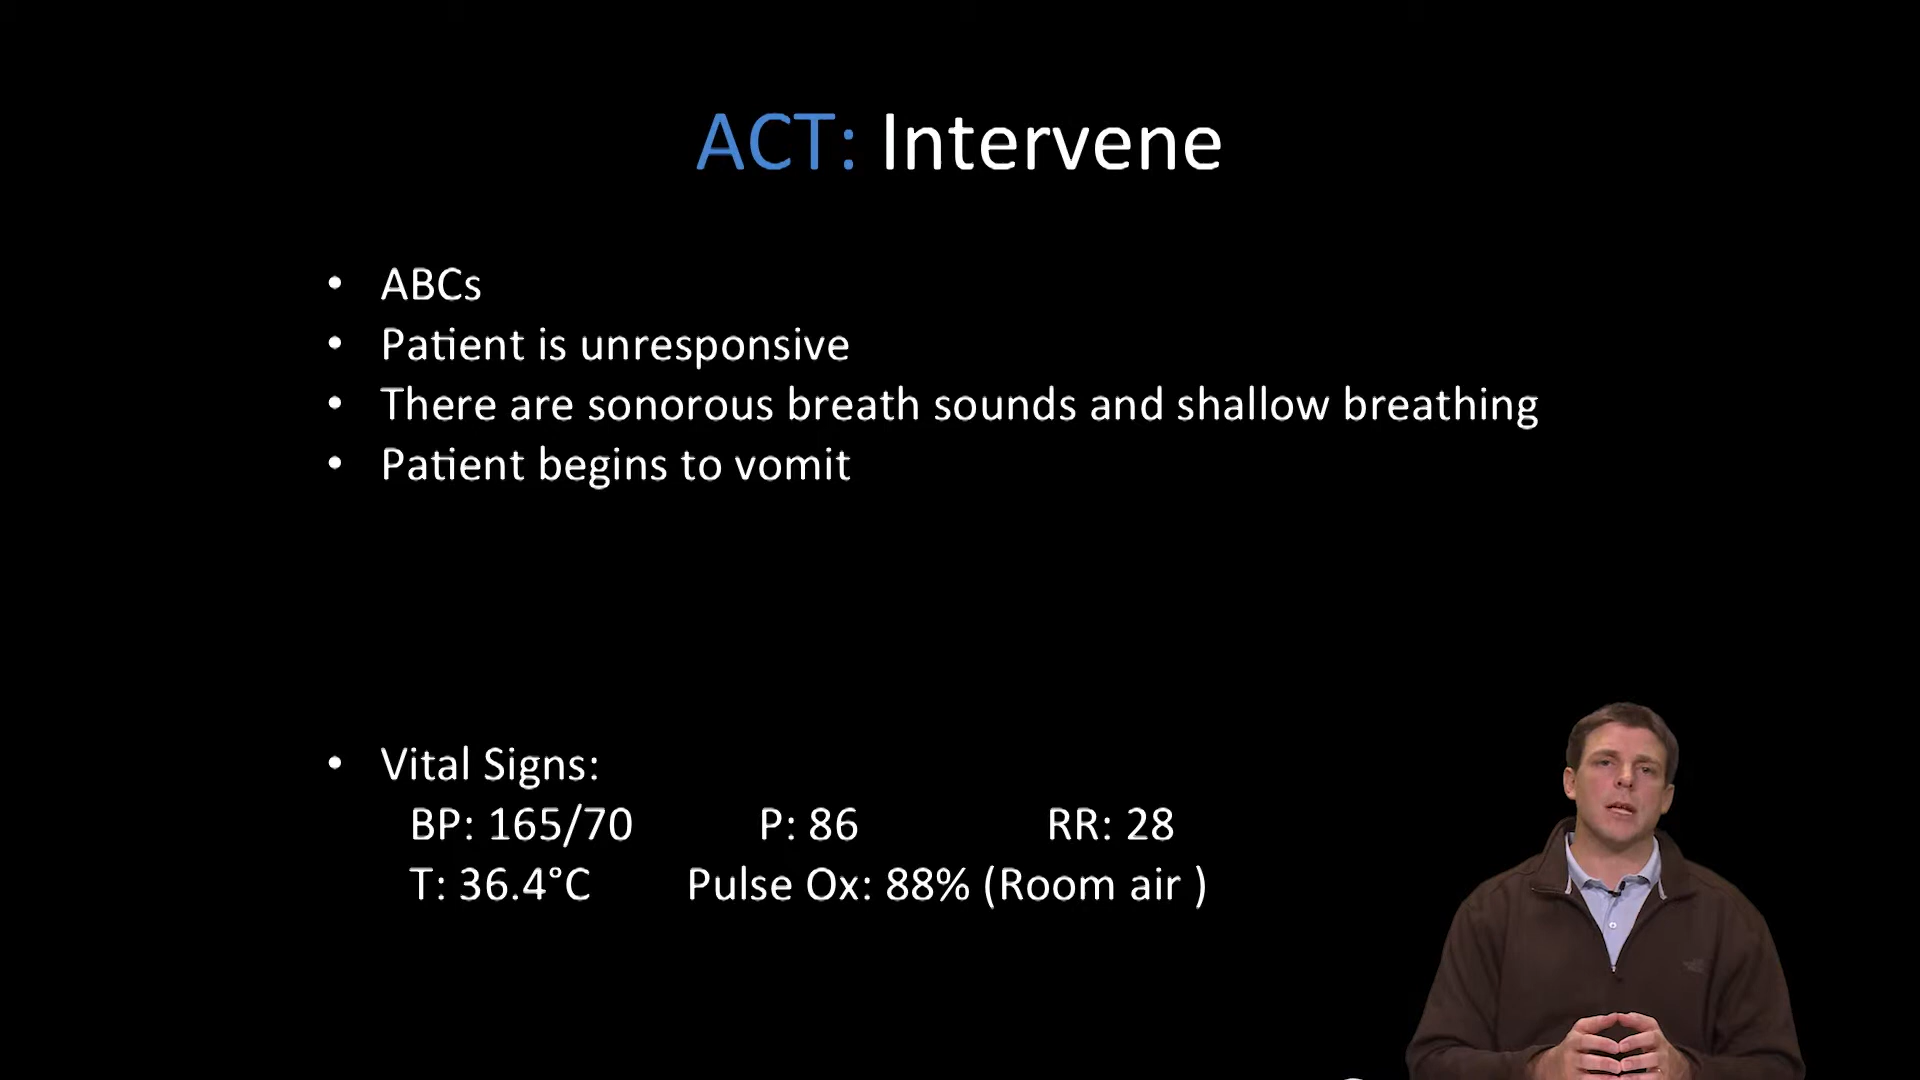 ACT: Intervene
• ABCs
• Patient is unresponsive
• There are sonorous breath sounds and shallow breathing
• Patient begins to vomit
• Vital Signs:
BP: 165/70 P: 86 RR: 28
T: 36.4°C Pulse Ox: 88% (Room air )